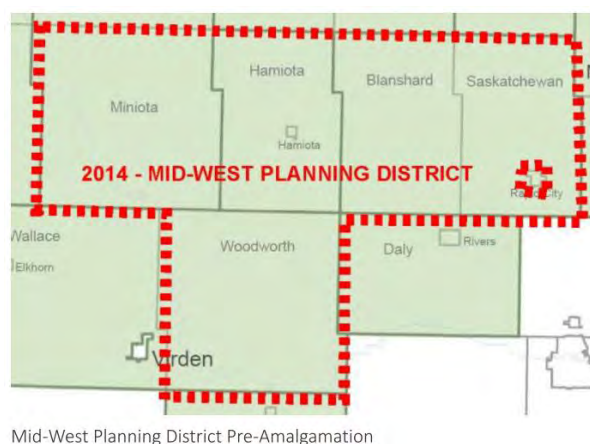 Hamiota
Blanshard
Saskatchewan
Miniota
Hamiota
2014 - MID-WEST PLANNING DISTRICT
Woodworth
Daly
Rivers
Elkhorn
Virden
Mid-West Planning District Pre-Amalgamation